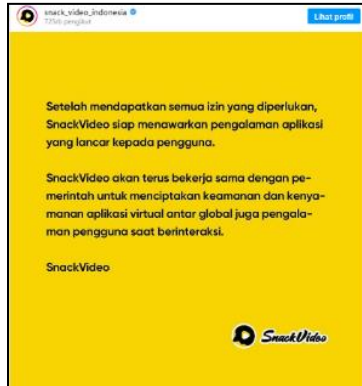 snack_video_indonesia
725rb pengikut
Lihat profil
Setelah mendapatkan semua izin yang diperlukan,
SnackVideo siap menawarkan pengalaman aplikasi
yang lancar kepada pengguna.
SnackVideo akan terus bekerja sama dengan pe-
merintah untuk menciptakan keamanan dan kenya-
manan aplikasi virtual antar global juga pengala-
man pengguna saat berinteraksi.
SnackVideo
SnackVideo